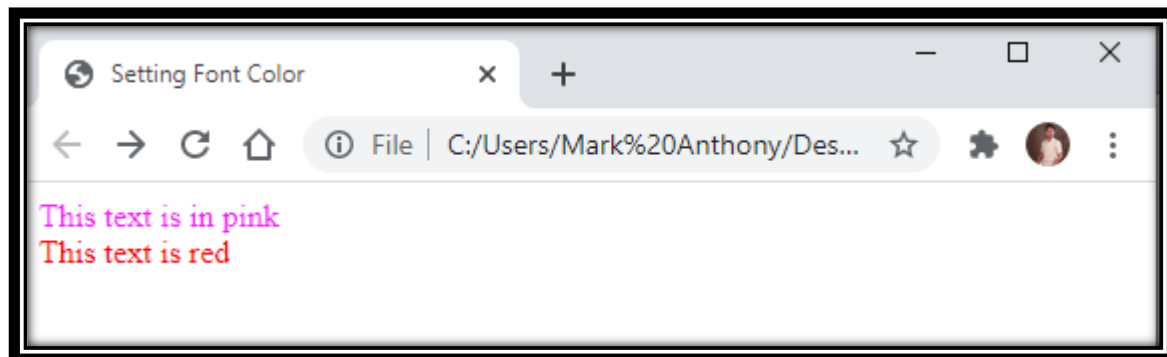 Setting Font Color
File C:/Users/Mark%20Anthony/Des...
This text is in pink
This text is red